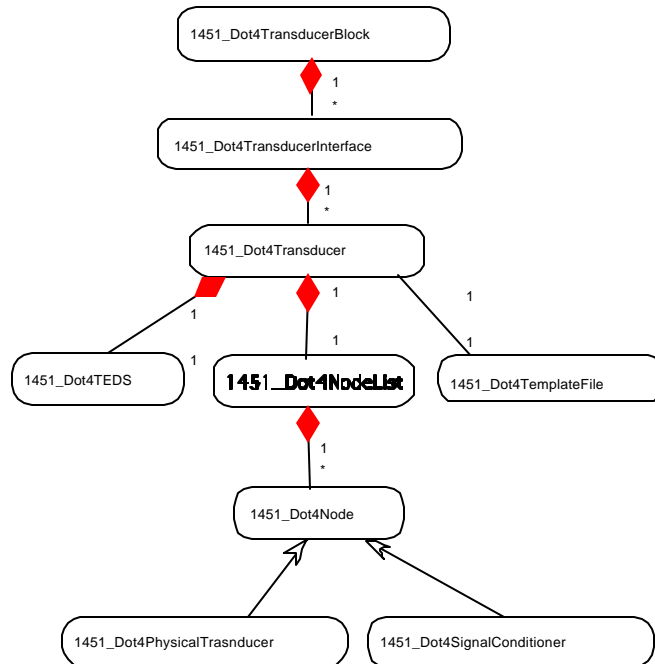 1451_Dot4TransducerBlock
1
*
1451_Dot4TransducerInterface
1
*
1451_Dot4Transducer
1
1
1
1
1
1
1451_Dot4TEDS
1451_Dot4NodeList
1451_Dot4TemplateFile
1
*
1451_Dot4Node
1451_Dot4PhysicalTrasnducer
1451_Dot4SignalConditioner